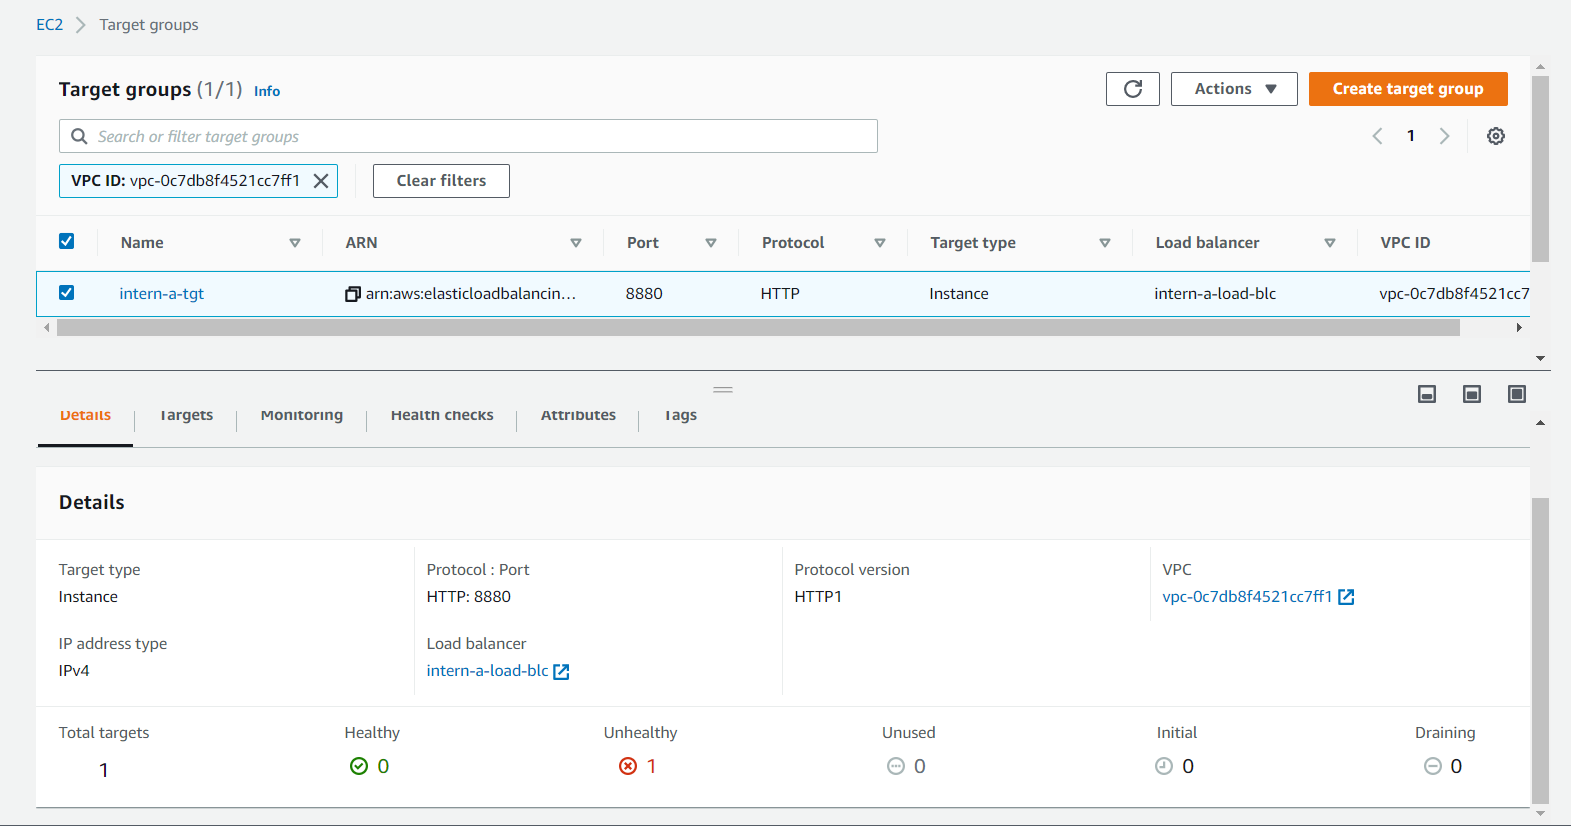 EC2 Target groups
Target groups (1/1) Info
Actions Create target group
Search or filter target groups
1
VPC ID: vpc-0c7db8f4521cc7ff1 Clear filters
Name ARN Port Protocol Target type Load balancer VPC ID
intern-a-tgt arn:aws:elasticloadbalancin... 8880 HTTP Instance intern-a-load-blc vpc-0c7db8f4521cc7
Details Targets Monitoring Health checks Attributes Tags
Details
Target type Protocol : Port Protocol version VPC
Instance HTTP: 8880 HTTP1 vpc-0c7db8f4521cc7ff1
IP address type Load balancer
IPv4 intern-a-load-blc
Total targets Healthy Unhealthy Unused Initial Draining
1 0 1 0 0 0